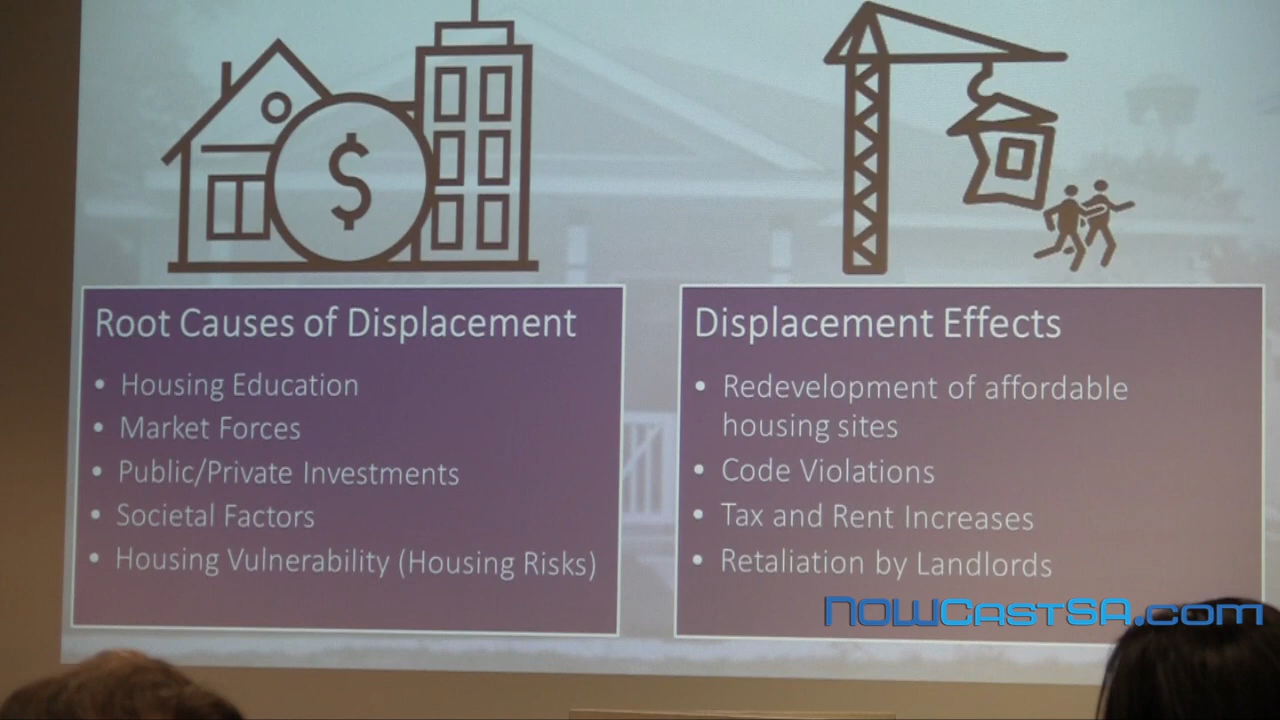 $
Root Causes of Displacement
• Housing Education
• Market Forces
• Public/Private Investments
• Societal Factors
• Housing Vulnerability (Housing Risks)
Displacement Effects
• Redevelopment of affordable
housing sites
• Code Violations
• Tax and Rent Increases
• Retaliation by Landlords
NOWCASTSA.com